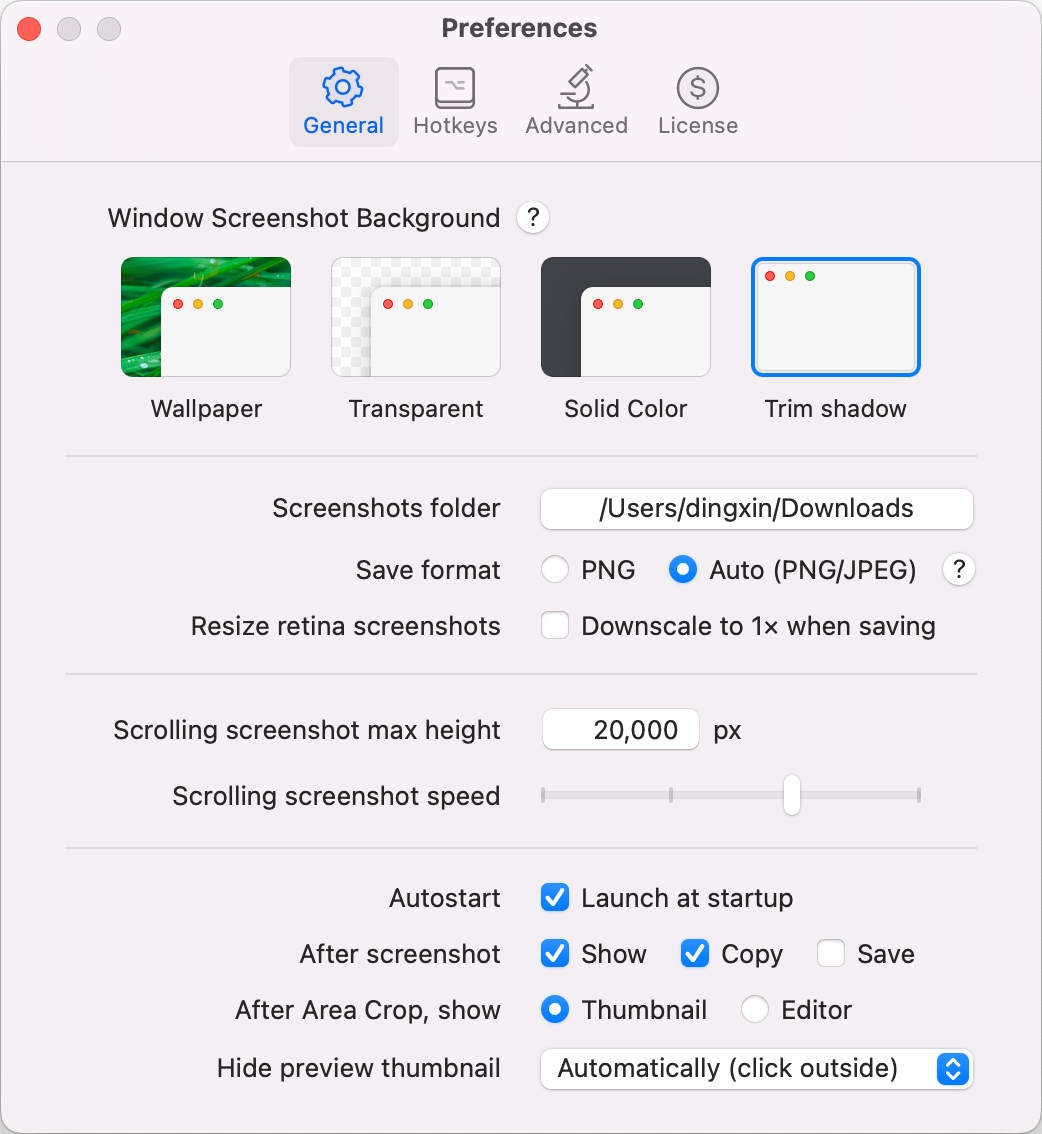 Preferences
General Hotkeys Advanced License
Window Screenshot Background ?
Wallpaper Transparent Solid Color Trim shadow
Screenshots folder /Users/dingxin/Downloads
Save format PNG Auto (PNG/JPEG) ?
Resize retina screenshots Downscale to 1× when saving
Scrolling screenshot max height 20,000 px
Scrolling screenshot speed
Autostart Launch at startup
After screenshot Show Copy Save
After Area Crop, show Thumbnail Editor
Hide preview thumbnail Automatically (click outside)